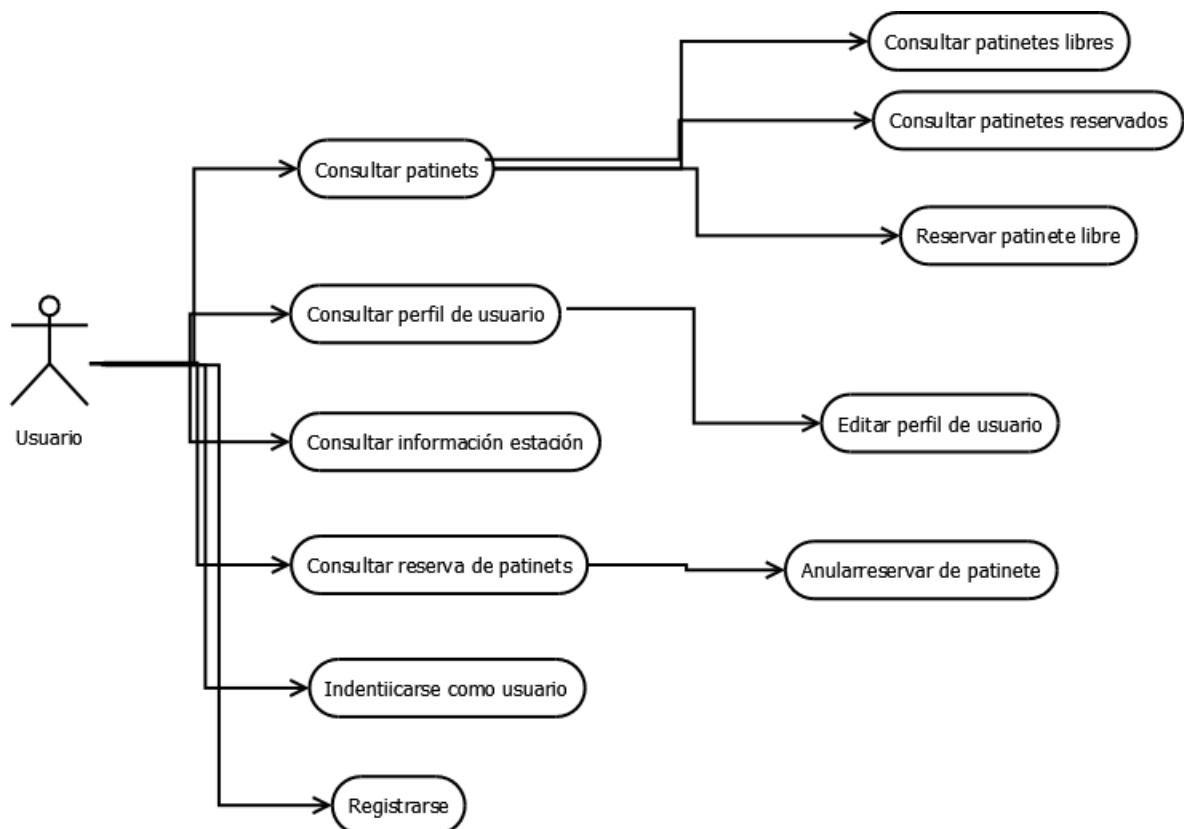 Consultar patinetes libres
Consultar patinetes reservados
Consultar patinets
Reservar patinete libre
Consultar perfil de usuario
Usuario
Editar perfil de usuario
Consultar información estación
Consultar reserva de patinets
Anularreservar de patinete
Indentiicarse como usuario
Registrarse